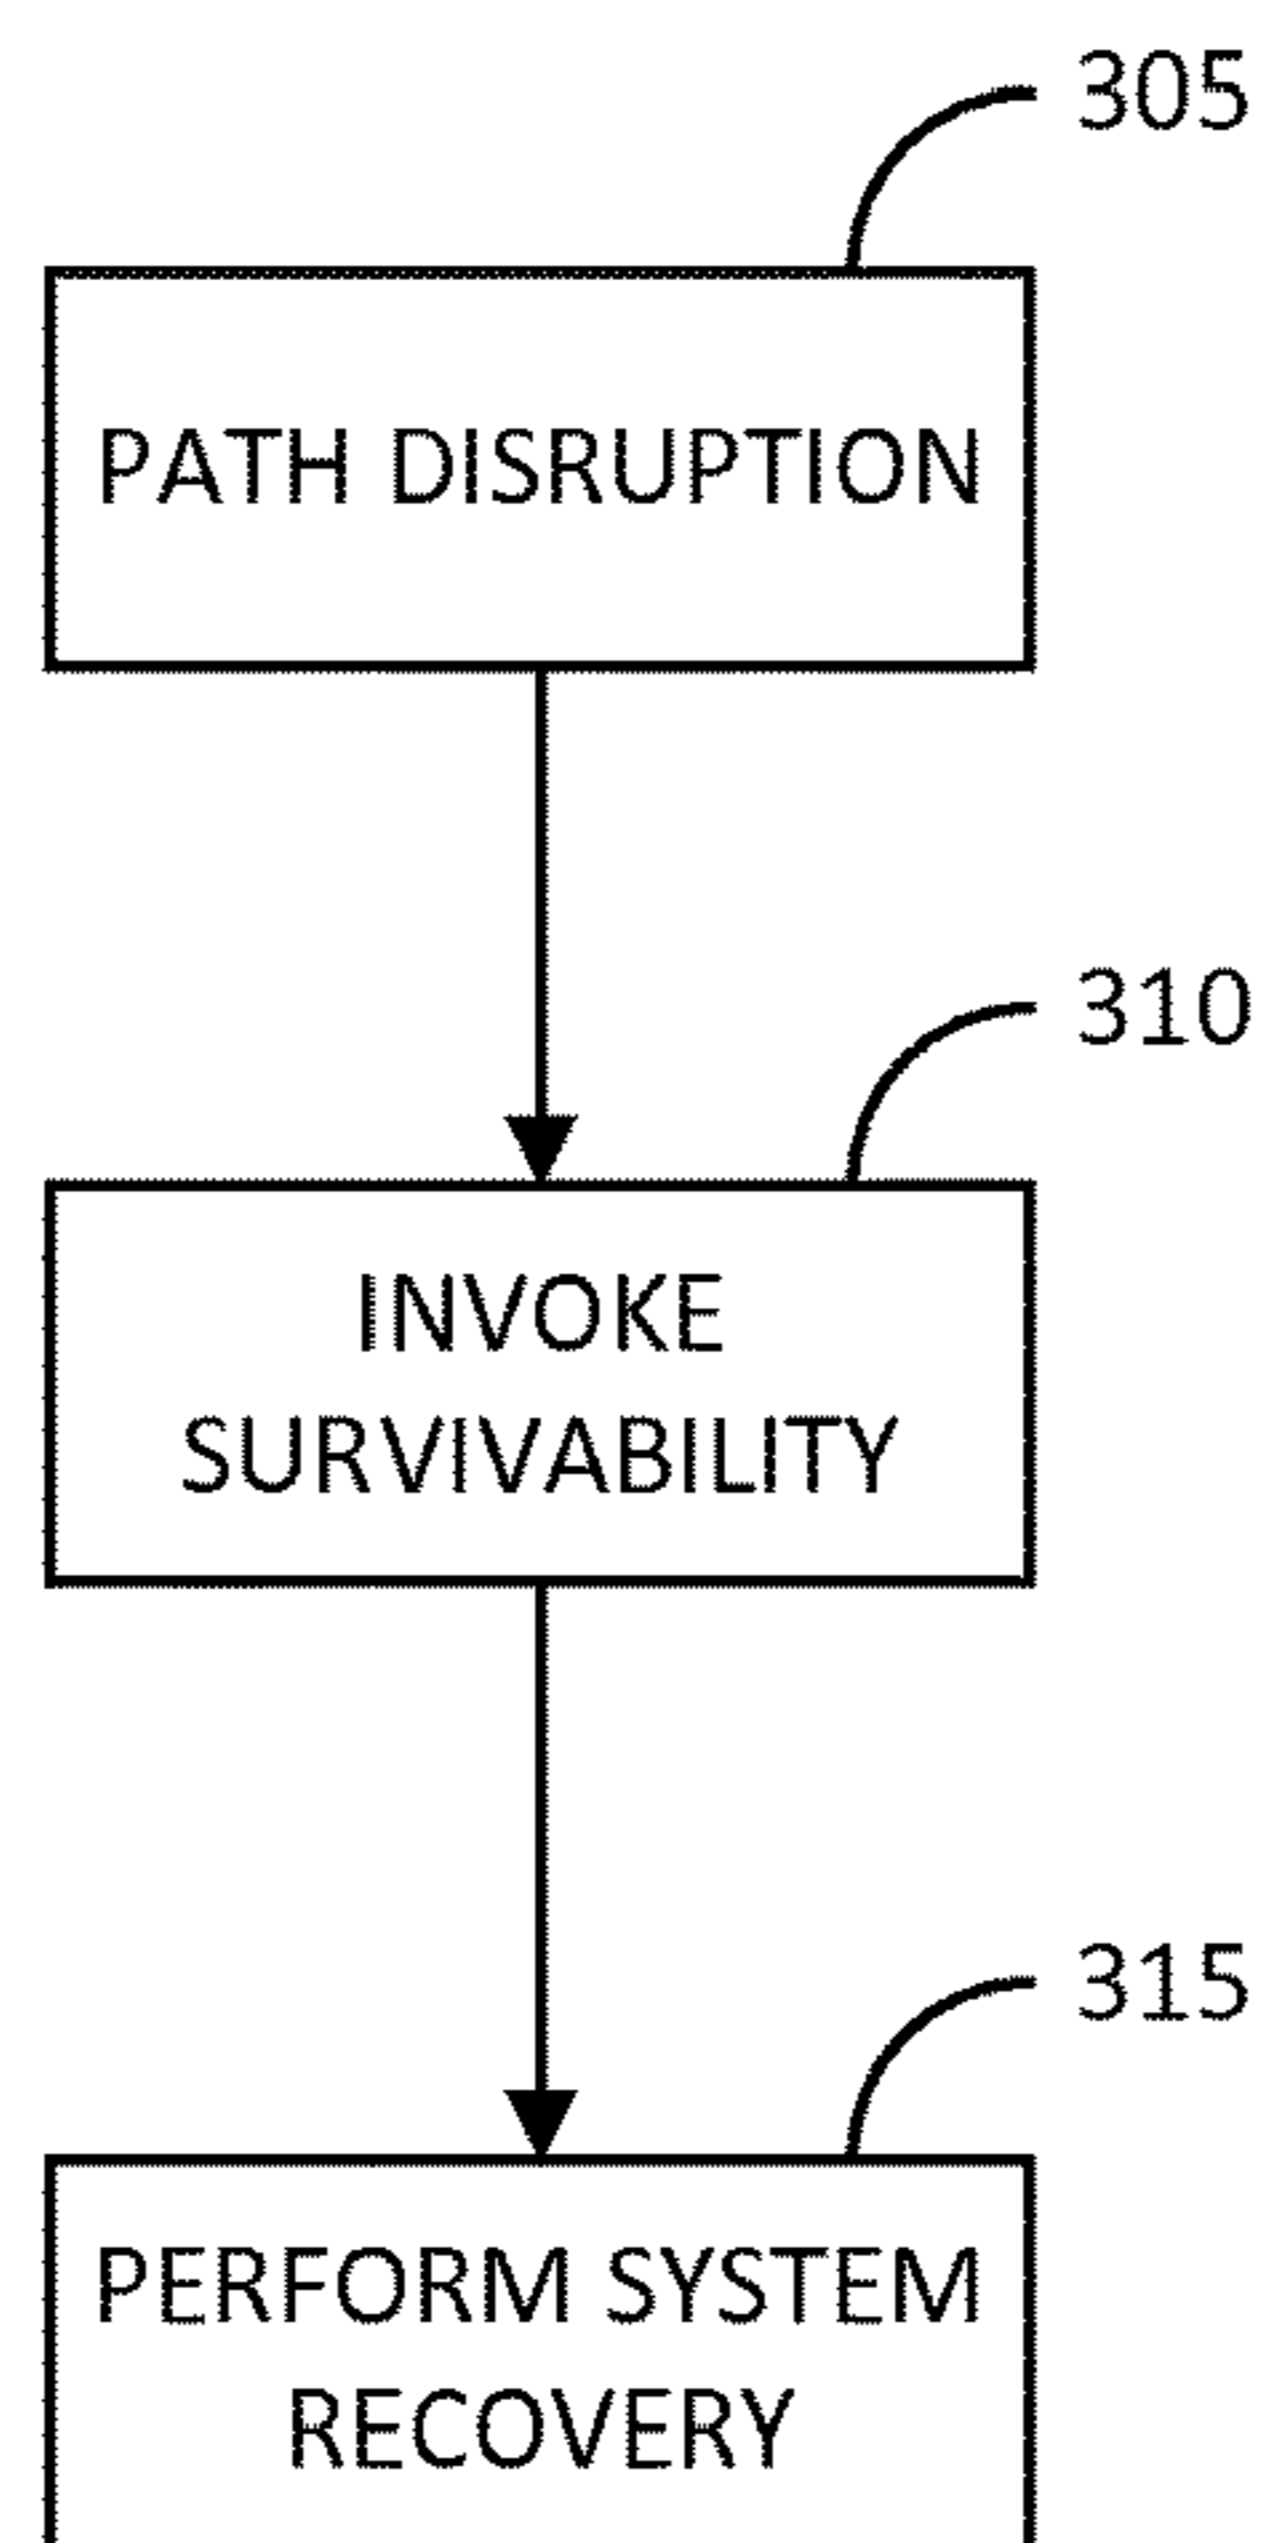 305
PATH DISRUPTION
310
INVOKE
SURVIVABILITY
315
PERFORM SYSTEM
RECOVERY